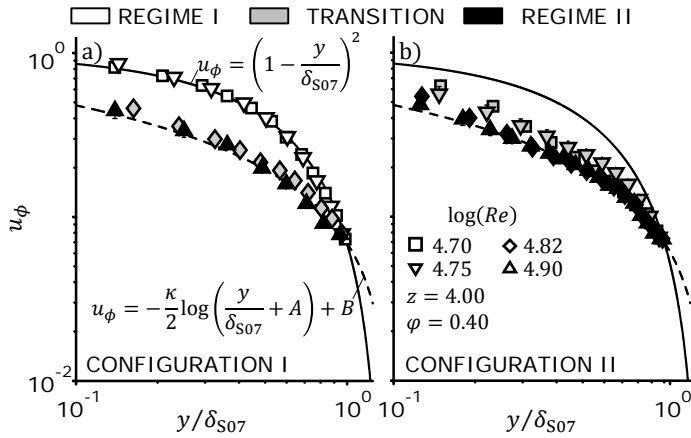 REGIME I TRANSITION REGIME II
a)
u_ϕ = (1 − y/δ_S07)^2
u_ϕ = −κ/2 log(y/δ_S07 + A) + B
CONFIGURATION I
b)
log(Re)
4.70 4.82
4.75 4.90
z = 4.00
φ = 0.40
CONFIGURATION II
u_ϕ
10^0
10^-2
10^-1 10^0
10^-1 10^0
y/δ_S07 y/δ_S07